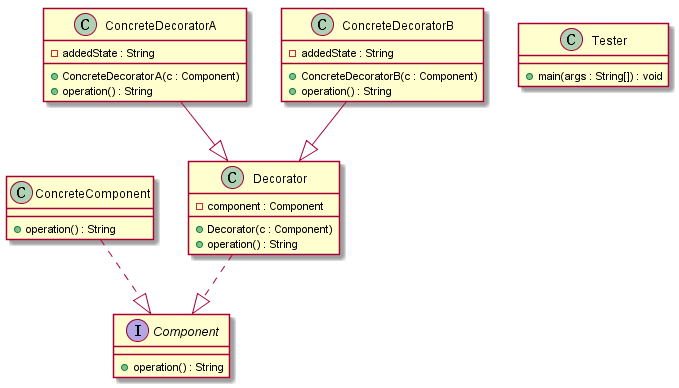 C ConcreteDecoratorA
addedState : String
ConcreteDecoratorA(c : Component)
operation() : String
C ConcreteDecoratorB
addedState : String
ConcreteDecoratorB(c : Component)
operation() : String
C Tester
main(args : String[]) : void
C ConcreteComponent
operation() : String
C Decorator
component : Component
Decorator(c : Component)
operation() : String
I Component
operation() : String